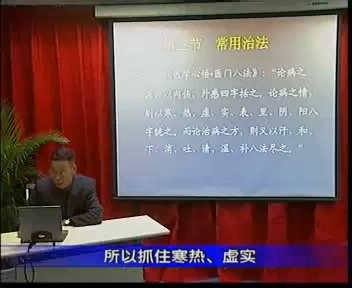 第三节 常用治法
《医学心悟•医门八法》："论病之
源,以内伤、外感四字括之。论病之情,
则以寒、热、虚、实、表、里、阴、阳八
字统之。而论治病之方,则又以汗、和、
下、消、吐、清、温、补八法尽之。"
所以抓住寒热、虚实